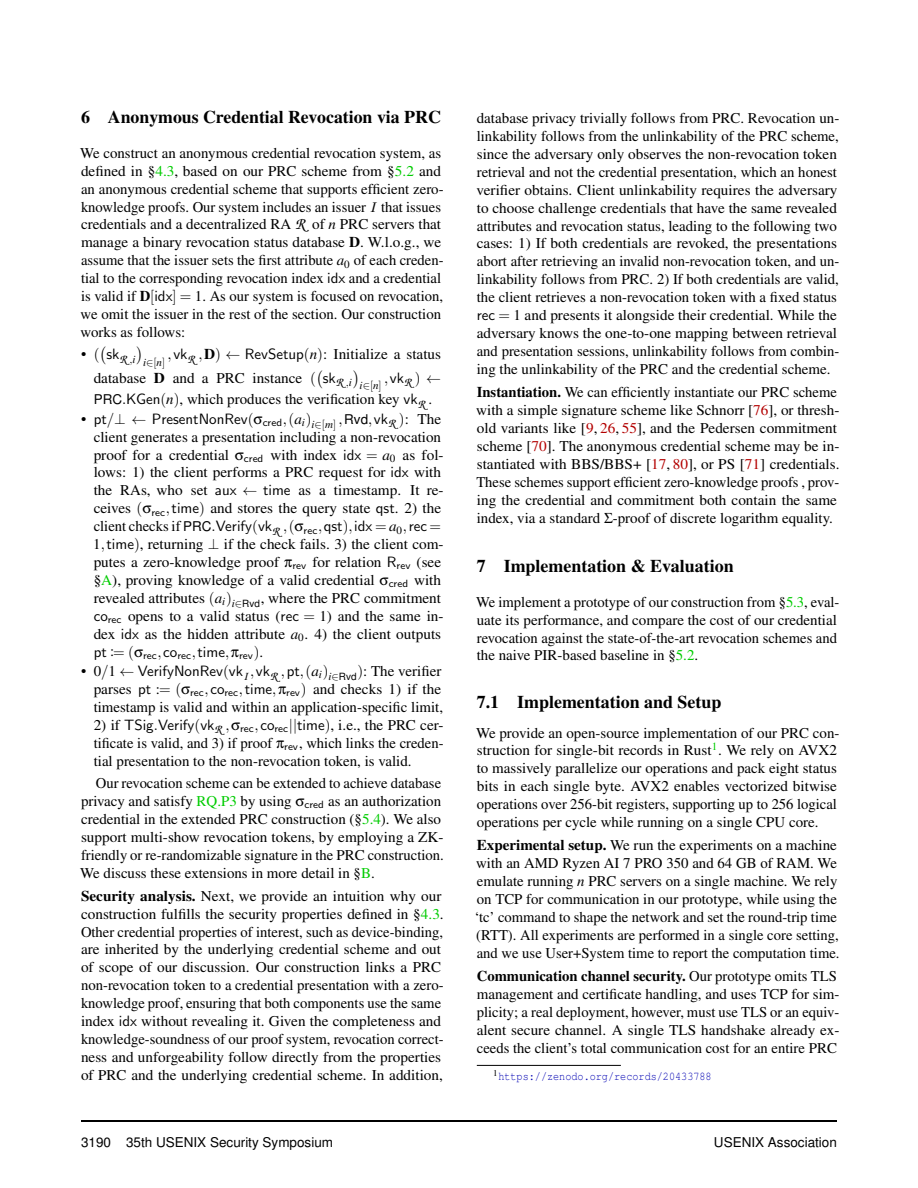 6 Anonymous Credential Revocation via PRC
We construct an anonymous credential revocation system, as
defined in §4.3, based on our PRC scheme from §5.2 and
an anonymous credential scheme that supports efficient zero-
knowledge proofs. Our system includes an issuer I that issues
credentials and a decentralized RA ℛ of n PRC servers that
manage a binary revocation status database D. W.l.o.g., we
assume that the issuer sets the first attribute a₀ of each creden-
tial to the corresponding revocation index idx and a credential
is valid if D[idx] = 1. As our system is focused on revocation,
we omit the issuer in the rest of the section. Our construction
works as follows:
• ((skℛ,i)i∈[n], vkℛ, D) ← RevSetup(n): Initialize a status
database D and a PRC instance ((skℛ,i)i∈[n], vkℛ) ←
PRC.KGen(n), which produces the verification key vkℛ.
• pt/⊥ ← PresentNonRev(σcred, (ai)i∈[m], Rvd, vkℛ): The
client generates a presentation including a non-revocation
proof for a credential σcred with index idx = a₀ as fol-
lows: 1) the client performs a PRC request for idx with
the RAs, who set aux ← time as a timestamp. It re-
ceives (σrec, time) and stores the query state qst. 2) the
client checks if PRC.Verify(vkℛ, (σrec, qst), idx = a₀, rec =
1, time), returning ⊥ if the check fails. 3) the client com-
putes a zero-knowledge proof πrev for relation Rrev (see
§A), proving knowledge of a valid credential σcred with
revealed attributes (ai)i∈Rvd, where the PRC commitment
corec opens to a valid status (rec = 1) and the same in-
dex idx as the hidden attribute a₀. 4) the client outputs
pt := (σrec, corec, time, πrev).
• 0/1 ← VerifyNonRev(vkI, vkℛ, pt, (ai)i∈Rvd): The verifier
parses pt := (σrec, corec, time, πrev) and checks 1) if the
timestamp is valid and within an application-specific limit,
2) if TSig.Verify(vkℛ, σrec, corec||time), i.e., the PRC cer-
tificate is valid, and 3) if proof πrev, which links the creden-
tial presentation to the non-revocation token, is valid.
Our revocation scheme can be extended to achieve database
privacy and satisfy RQ.P3 by using σcred as an authorization
credential in the extended PRC construction (§5.4). We also
support multi-show revocation tokens, by employing a ZK-
friendly or re-randomizable signature in the PRC construction.
We discuss these extensions in more detail in §B.
Security analysis. Next, we provide an intuition why our
construction fulfills the security properties defined in §4.3.
Other credential properties of interest, such as device-binding,
are inherited by the underlying credential scheme and out
of scope of our discussion. Our construction links a PRC
non-revocation token to a credential presentation with a zero-
knowledge proof, ensuring that both components use the same
index idx without revealing it. Given the completeness and
knowledge-soundness of our proof system, revocation correct-
ness and unforgeability follow directly from the properties
of PRC and the underlying credential scheme. In addition,
database privacy trivially follows from PRC. Revocation un-
linkability follows from the unlinkability of the PRC scheme,
since the adversary only observes the non-revocation token
retrieval and not the credential presentation, which an honest
verifier obtains. Client unlinkability requires the adversary
to choose challenge credentials that have the same revealed
attributes and revocation status, leading to the following two
cases: 1) If both credentials are revoked, the presentations
abort after retrieving an invalid non-revocation token, and un-
linkability follows from PRC. 2) If both credentials are valid,
the client retrieves a non-revocation token with a fixed status
rec = 1 and presents it alongside their credential. While the
adversary knows the one-to-one mapping between retrieval
and presentation sessions, unlinkability follows from combin-
ing the unlinkability of the PRC and the credential scheme.
Instantiation. We can efficiently instantiate our PRC scheme
with a simple signature scheme like Schnorr [76], or thresh-
old variants like [9, 26, 55], and the Pedersen commitment
scheme [70]. The anonymous credential scheme may be in-
stantiated with BBS/BBS+ [17, 80], or PS [71] credentials.
These schemes support efficient zero-knowledge proofs , prov-
ing the credential and commitment both contain the same
index, via a standard Σ-proof of discrete logarithm equality.
7 Implementation & Evaluation
We implement a prototype of our construction from §5.3, eval-
uate its performance, and compare the cost of our credential
revocation against the state-of-the-art revocation schemes and
the naive PIR-based baseline in §5.2.
7.1 Implementation and Setup
We provide an open-source implementation of our PRC con-
struction for single-bit records in Rust¹. We rely on AVX2
to massively parallelize our operations and pack eight status
bits in each single byte. AVX2 enables vectorized bitwise
operations over 256-bit registers, supporting up to 256 logical
operations per cycle while running on a single CPU core.
Experimental setup. We run the experiments on a machine
with an AMD Ryzen AI 7 PRO 350 and 64 GB of RAM. We
emulate running n PRC servers on a single machine. We rely
on TCP for communication in our prototype, while using the
‘tc’ command to shape the network and set the round-trip time
(RTT). All experiments are performed in a single core setting,
and we use User+System time to report the computation time.
Communication channel security. Our prototype omits TLS
management and certificate handling, and uses TCP for sim-
plicity; a real deployment, however, must use TLS or an equiv-
alent secure channel. A single TLS handshake already ex-
ceeds the client's total communication cost for an entire PRC
¹https://zenodo.org/records/20433788
3190 35th USENIX Security Symposium
USENIX Association